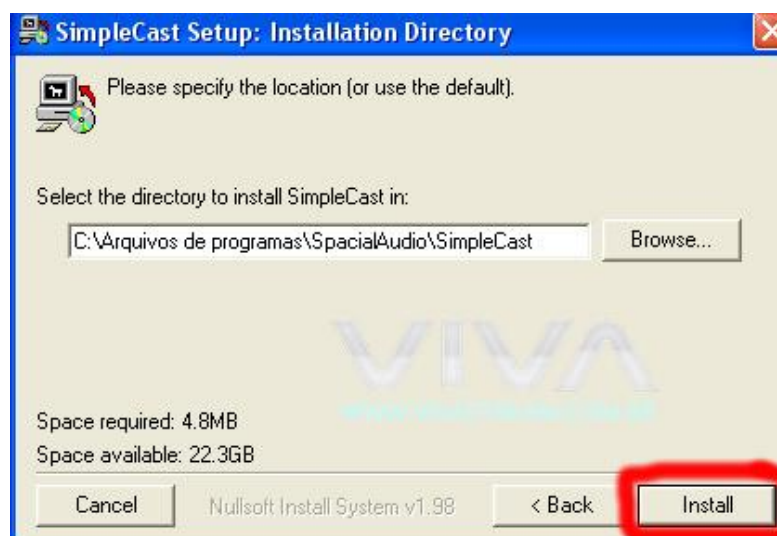 SimpleCast Setup: Installation Directory
Please specify the location (or use the default).
Select the directory to install SimpleCast in:
C:\Arquivos de programas\SpacialAudio\SimpleCast Browse...
VIVA
Space required: 4.8MB
Space available: 22.3GB
Cancel Nullsoft Install System v1.98 < Back Install